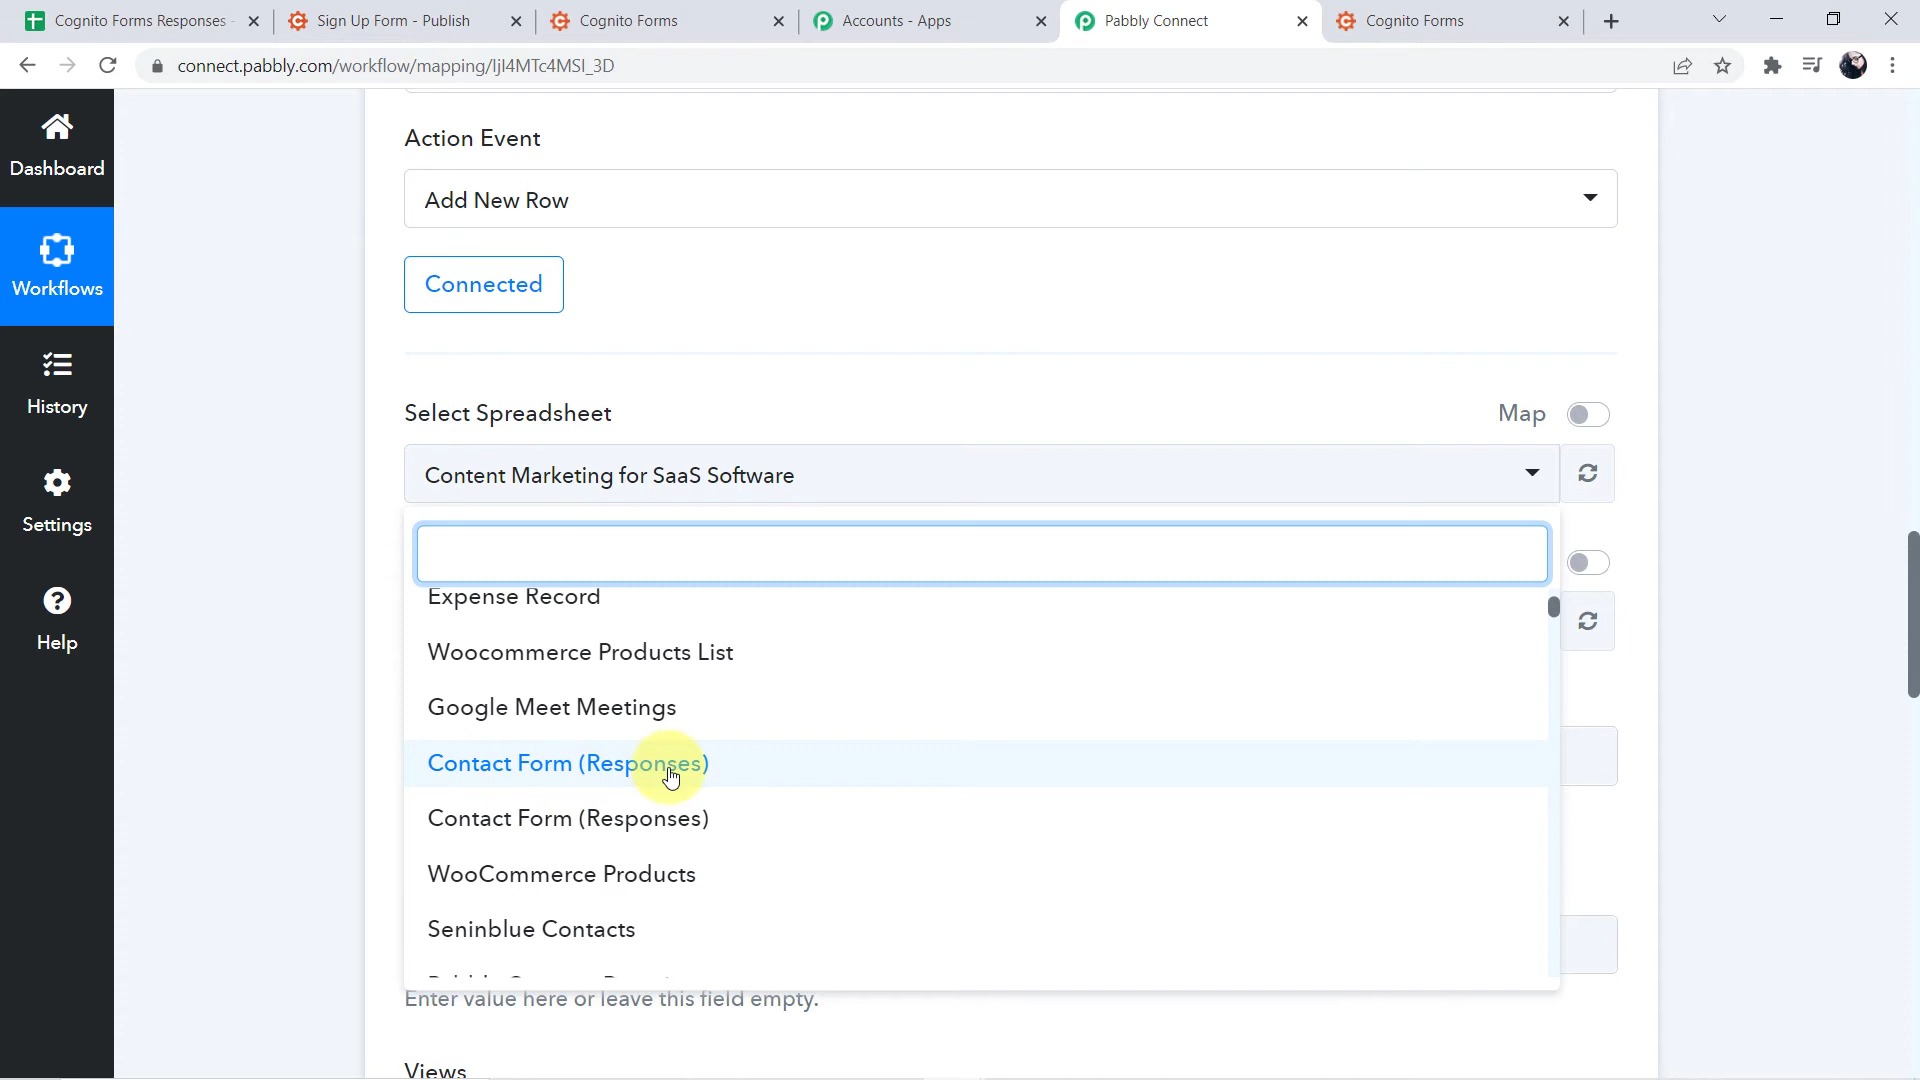 Cognito Forms Responses -
Sign Up Form - Publish
Cognito Forms
Accounts - Apps
Pabbly Connect
Cognito Forms
connect.pabbly.com/workflow/mapping/IjI4MTc4MSI_3D
Dashboard
Workflows
History
Settings
Help
Action Event
Add New Row
Connected
Select Spreadsheet
Map
Content Marketing for SaaS Software
Expense Record
Woocommerce Products List
Google Meet Meetings
Contact Form (Responses)
Contact Form (Responses)
WooCommerce Products
Seninblue Contacts
Enter value here or leave this field empty.
Views